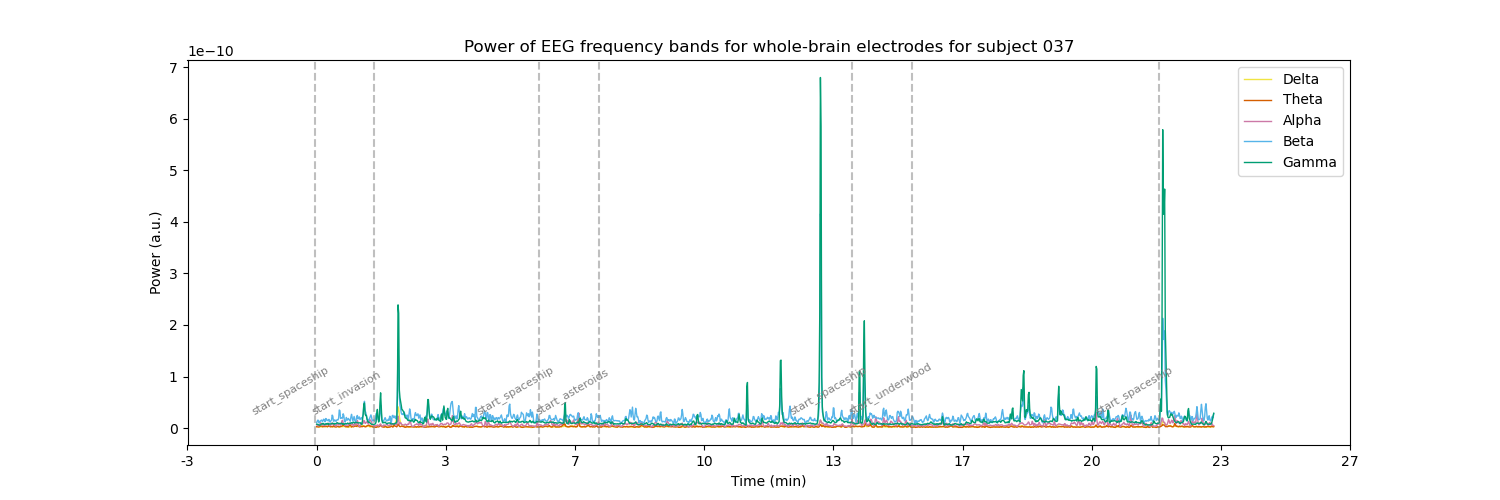 Power of EEG frequency bands for whole-brain electrodes for subject 037
1e−10
7
6
5
4
3
2
1
0
Power (a.u.)
Delta
Theta
Alpha
Beta
Gamma
start_spaceship
start_invasion
start_spaceship
start_asteroids
start_spaceship
start_underwood
start_spaceship
-3
0
3
7
10
13
17
20
23
27
Time (min)